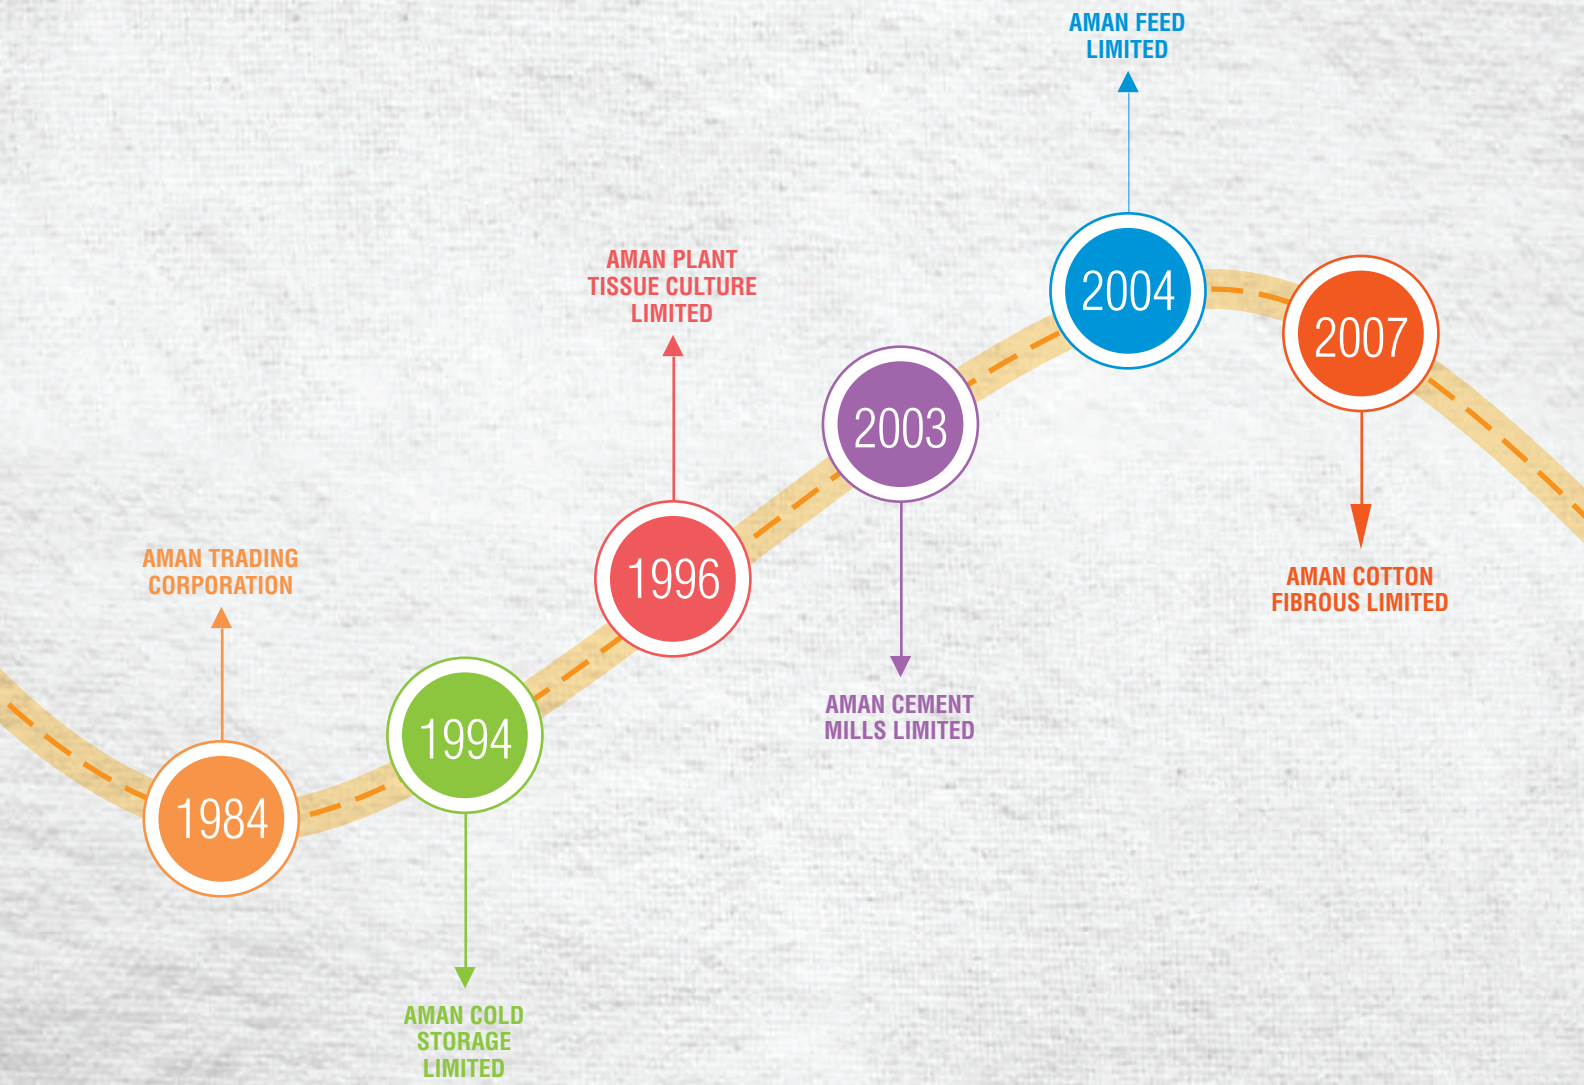 AMAN TRADING
CORPORATION
1984
1994
AMAN COLD
STORAGE
LIMITED
AMAN PLANT
TISSUE CULTURE
LIMITED
1996
2003
AMAN CEMENT
MILLS LIMITED
AMAN FEED
LIMITED
2004
2007
AMAN COTTON
FIBROUS LIMITED